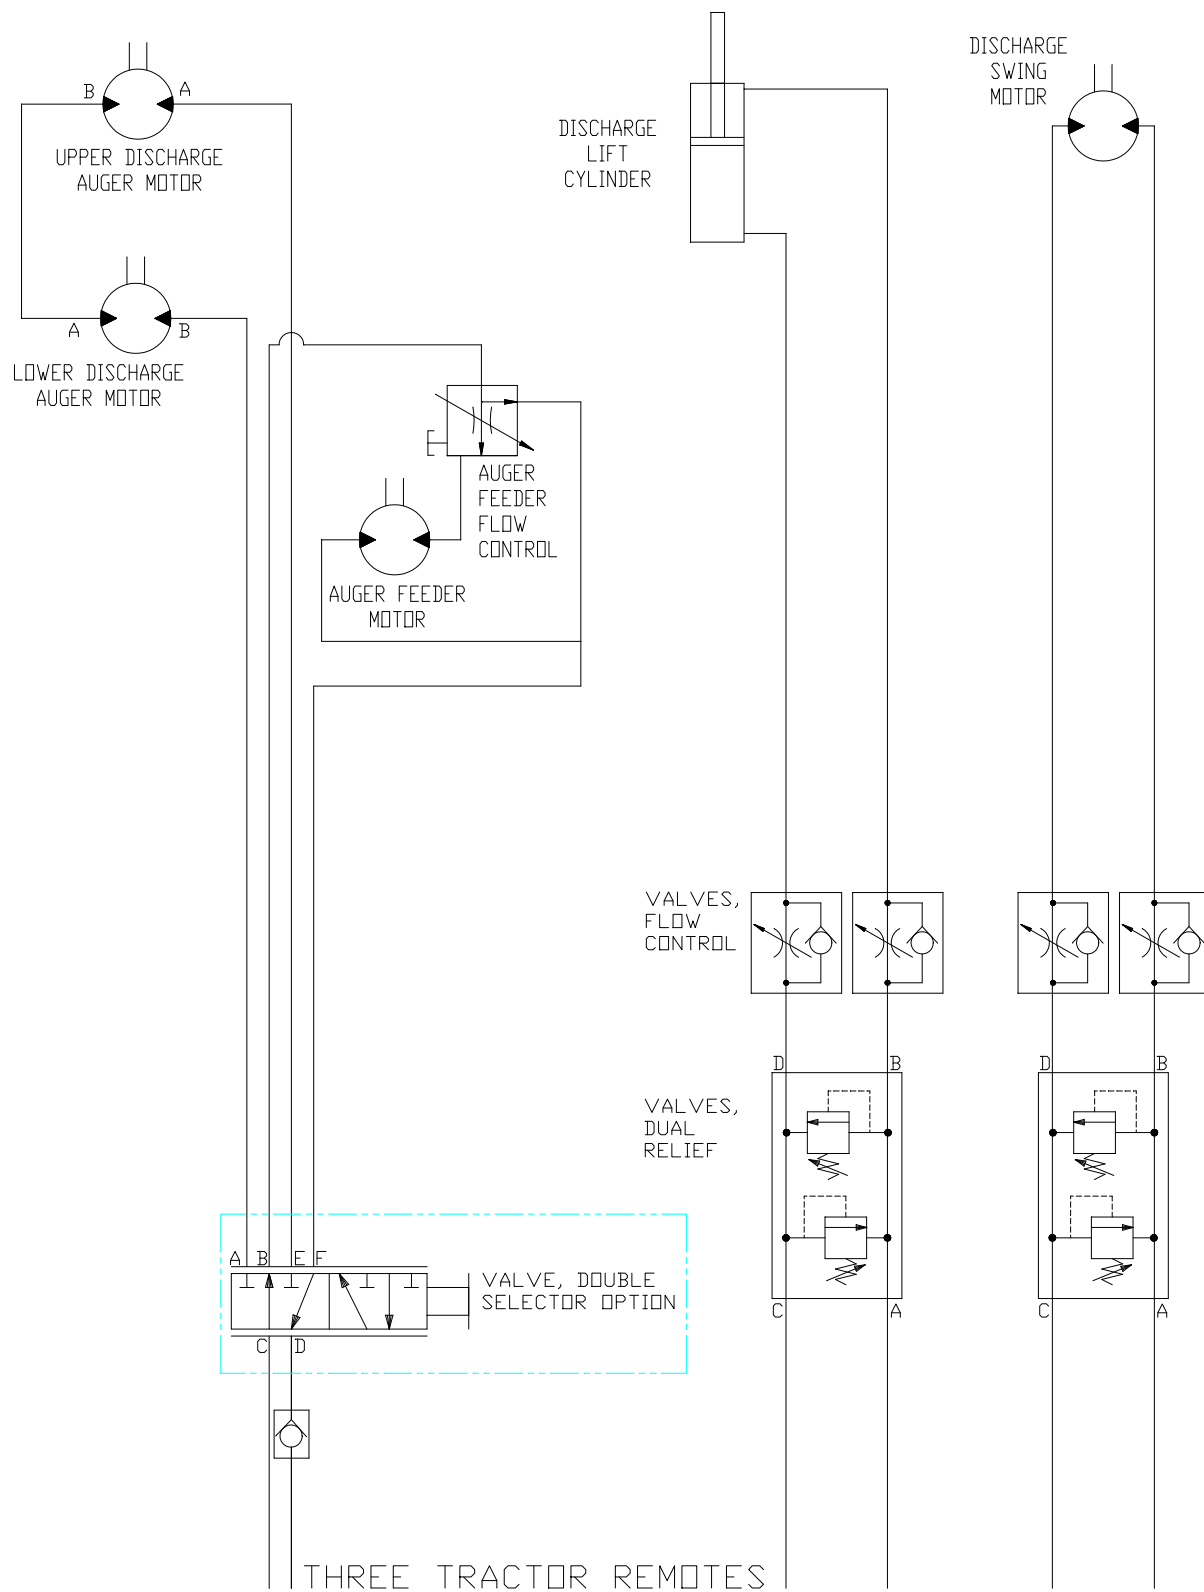 B
A
UPPER DISCHARGE
AUGER MOTOR
A
B
LOWER DISCHARGE
AUGER MOTOR
AUGER
FEEDER
FLOW
CONTROL
AUGER FEEDER
MOTOR
DISCHARGE
LIFT
CYLINDER
DISCHARGE
SWING
MOTOR
VALVES,
FLOW
CONTROL
D
B
D
B
VALVES,
DUAL
RELIEF
C
A
C
A
A
B
E
F
VALVE, DOUBLE
SELECTOR OPTION
C
D
THREE TRACTOR REMOTES